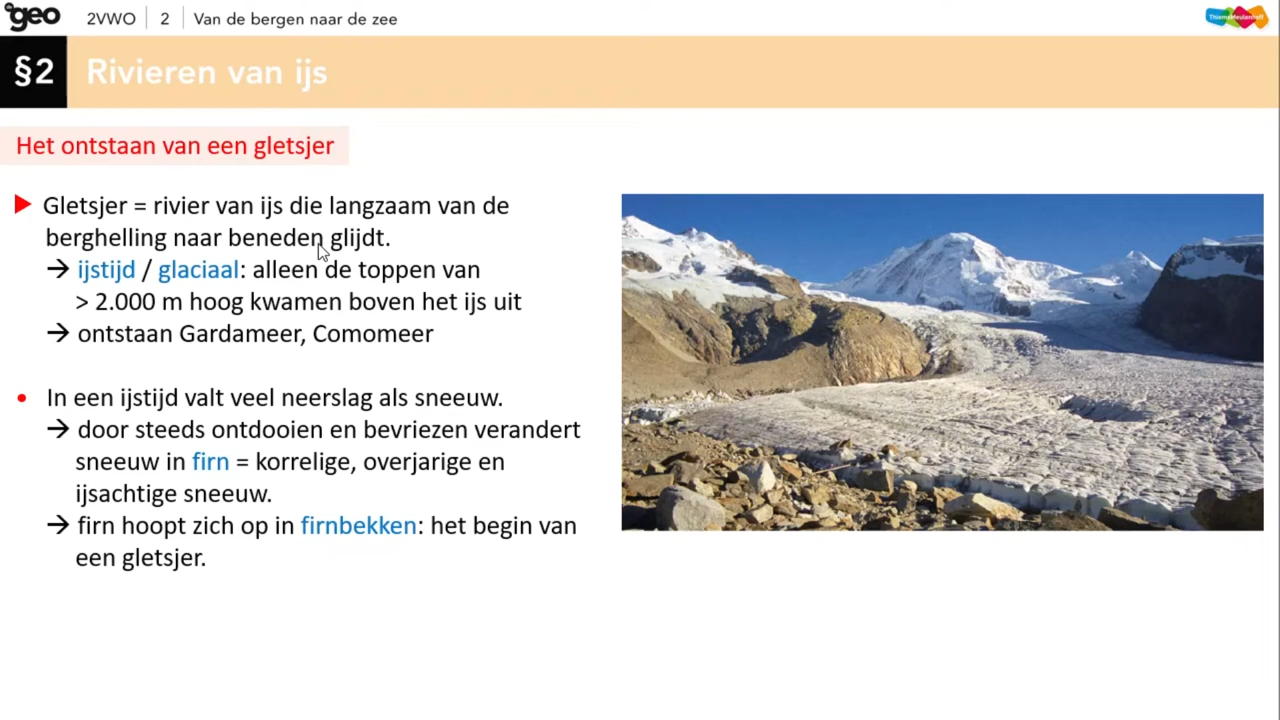 de geo
2VWO | 2 | Van de bergen naar de zee
ThiemeMeulenhoff
§2 Rivieren van ijs
Het ontstaan van een gletsjer
Gletsjer = rivier van ijs die langzaam van de
berghelling naar beneden glijdt.
→ ijstijd / glaciaal: alleen de toppen van
> 2.000 m hoog kwamen boven het ijs uit
→ ontstaan Gardameer, Comomeer
• In een ijstijd valt veel neerslag als sneeuw.
→ door steeds ontdooien en bevriezen verandert
sneeuw in firn = korrelige, overjarige en
ijsachtige sneeuw.
→ firn hoopt zich op in firnbekken: het begin van
een gletsjer.